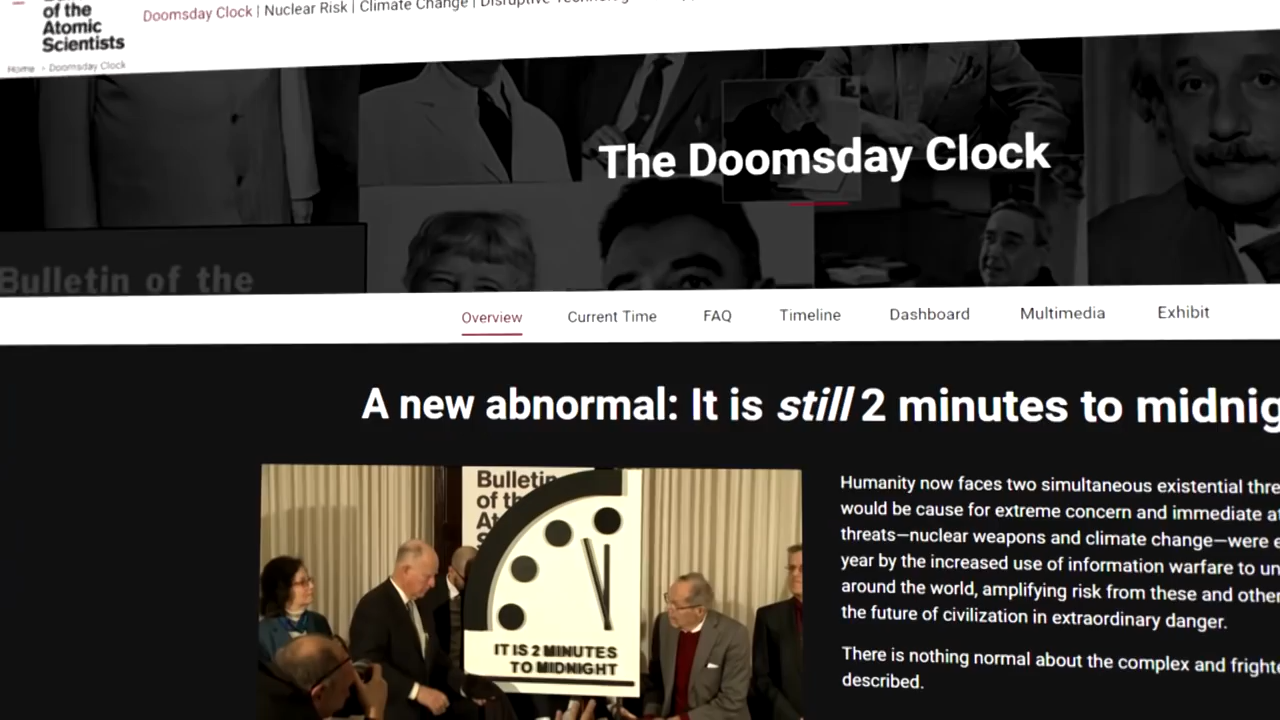 of the
Atomic
Scientists
Doomsday Clock | Nuclear Risk | Climate Change |
Home > Doomsday Clock
The Doomsday Clock
Bulletin of the
Overview Current Time FAQ Timeline Dashboard Multimedia Exhibit
A new abnormal: It is still 2 minutes to midnig
Bulletin
of th
At
IT IS 2 MINUTES
TO MIDNIGHT
Humanity now faces two simultaneous existential thre
would be cause for extreme concern and immediate at
threats—nuclear weapons and climate change—were e
year by the increased use of information warfare to un
around the world, amplifying risk from these and other
the future of civilization in extraordinary danger.
There is nothing normal about the complex and frighte
described.